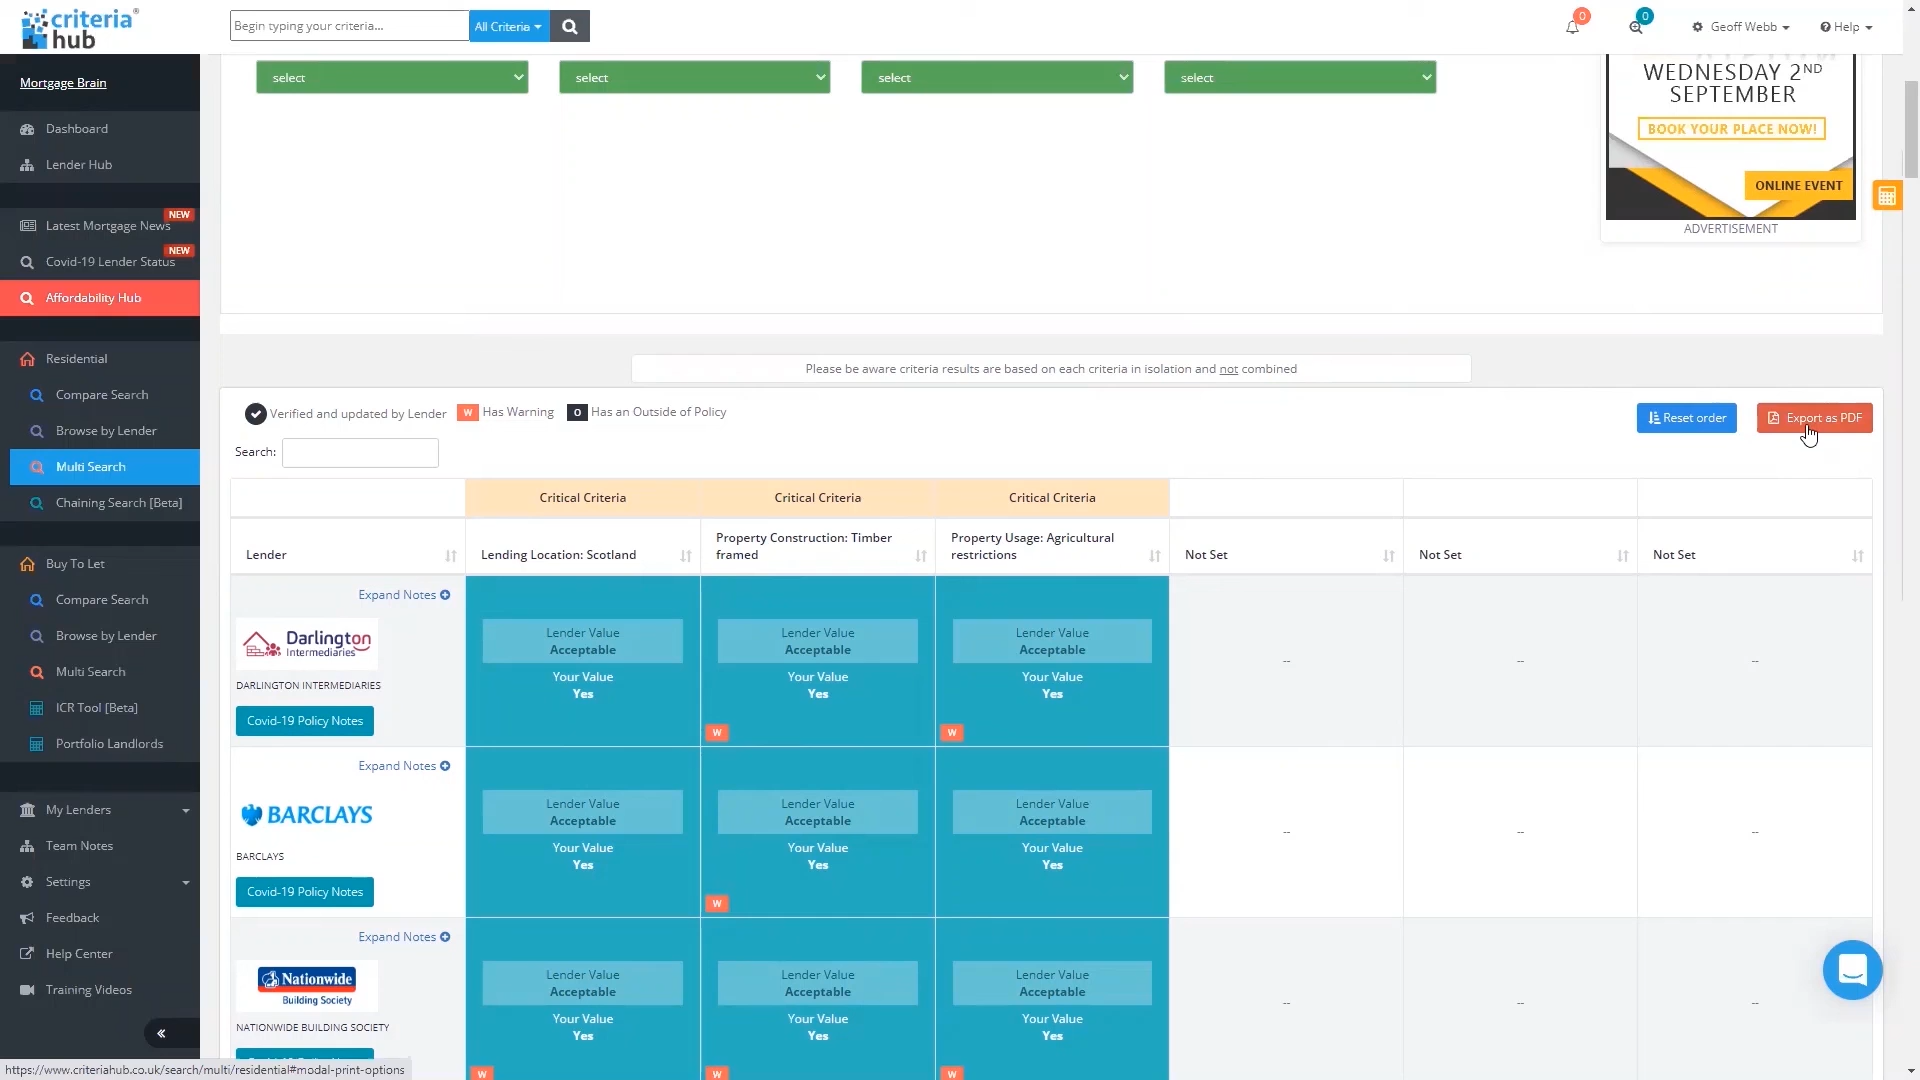 criteria
hub
Begin typing your criteria...
All Criteria
0
0
Geoff Webb
Help
Mortgage Brain
Dashboard
Lender Hub
NEW
Latest Mortgage News
NEW
Covid-19 Lender Status
Affordability Hub
Residential
Compare Search
Browse by Lender
Multi Search
Chaining Search [Beta]
Buy To Let
Compare Search
Browse by Lender
Multi Search
ICR Tool [Beta]
Portfolio Landlords
My Lenders
Team Notes
Settings
Feedback
Help Center
Training Videos
«
https://www.criteriahub.co.uk/search/multi/residential#modal-print-options
select select select select
WEDNESDAY 2ND
SEPTEMBER
BOOK YOUR PLACE NOW!
ONLINE EVENT
ADVERTISEMENT
Please be aware criteria results are based on each criteria in isolation and not combined
Verified and updated by Lender W Has Warning O Has an Outside of Policy
Reset order Export as PDF
Search:
Critical Criteria Critical Criteria Critical Criteria
Lender Lending Location: Scotland Property Construction: Timber framed Property Usage: Agricultural restrictions Not Set Not Set Not Set
Expand Notes
Darlington
Intermediaries
DARLINGTON INTERMEDIARIES
Covid-19 Policy Notes
Lender Value Lender Value Lender Value
Acceptable Acceptable Acceptable
Your Value Your Value Your Value
Yes Yes Yes
-- -- --
W W
Expand Notes
BARCLAYS
BARCLAYS
Covid-19 Policy Notes
Lender Value Lender Value Lender Value
Acceptable Acceptable Acceptable
Your Value Your Value Your Value
Yes Yes Yes
-- -- --
W
Expand Notes
Nationwide
Building Society
NATIONWIDE BUILDING SOCIETY
Lender Value Lender Value Lender Value
Acceptable Acceptable Acceptable
Your Value Your Value Your Value
Yes Yes Yes
-- -- --
W W W